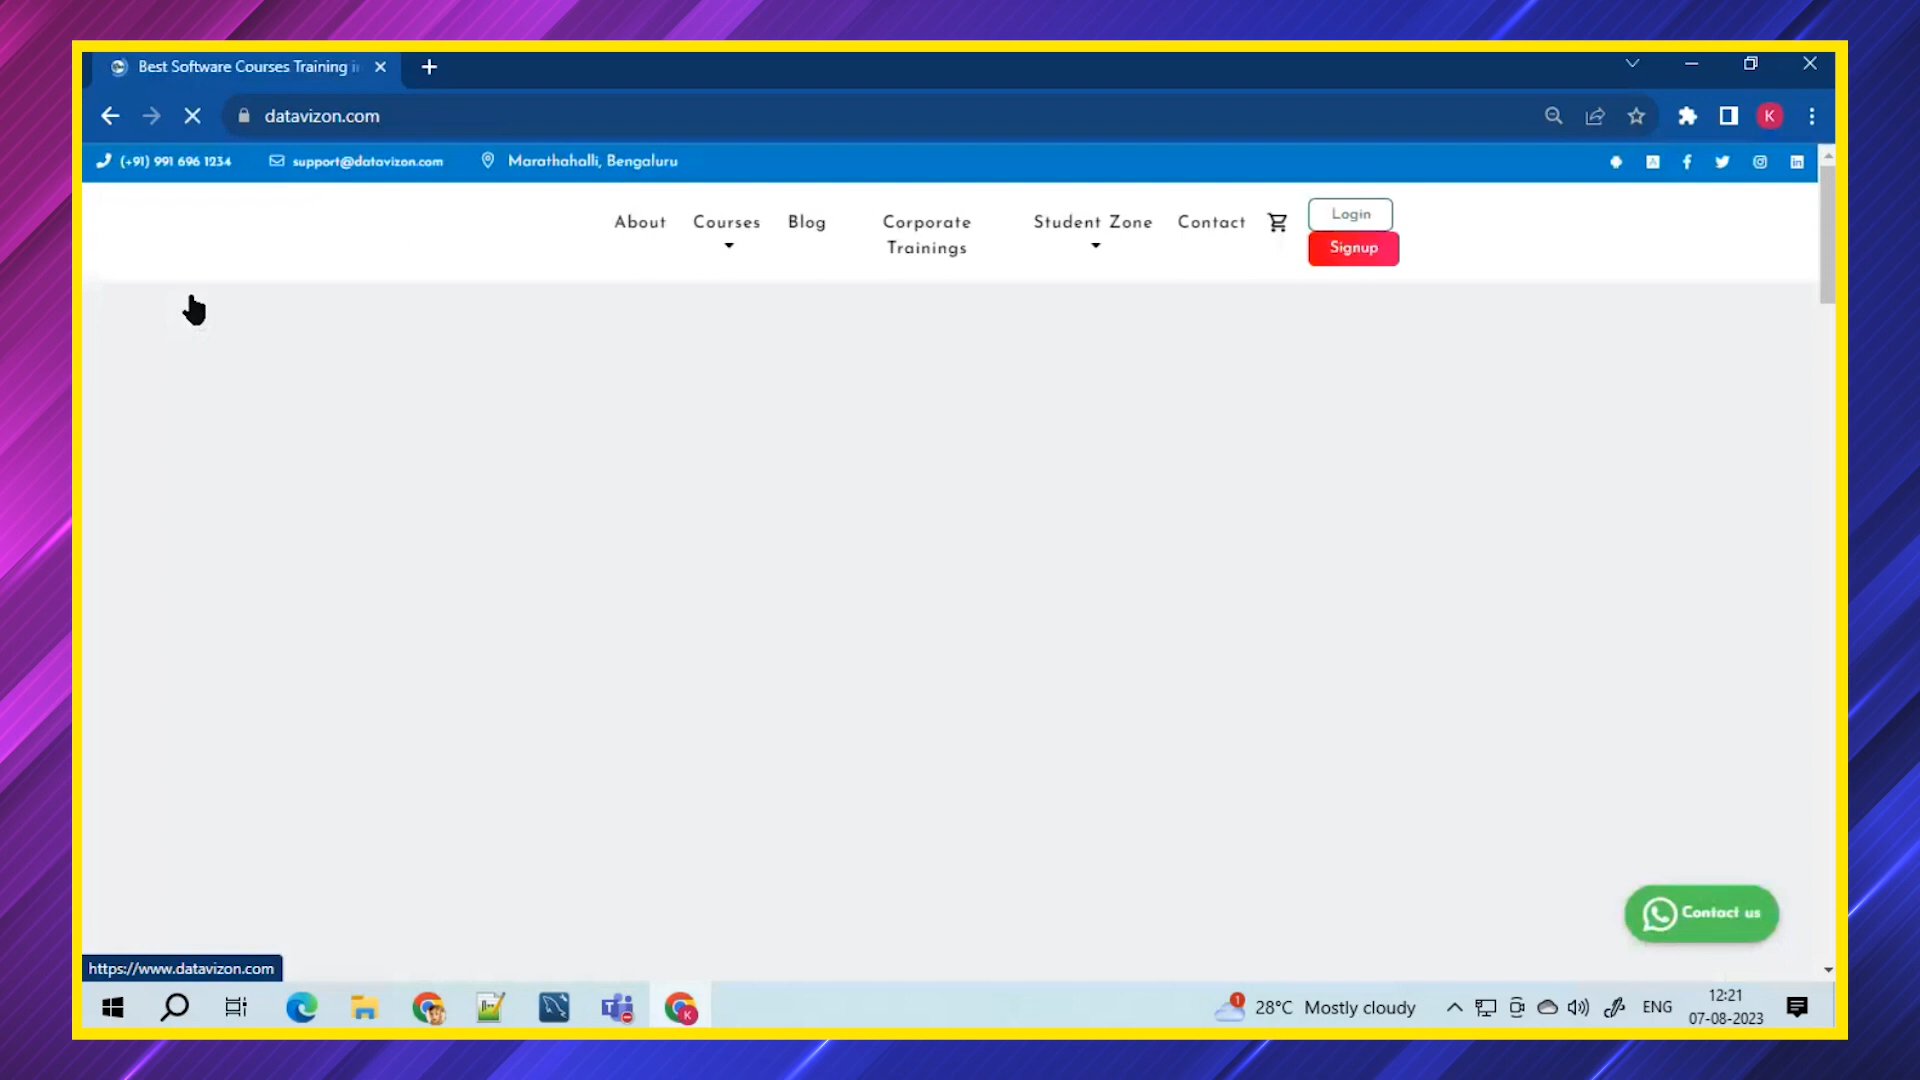 Best Software Courses Training i
datavizon.com
K
(+91) 991 696 1234 support@datavizon.com Marathahalli, Bengaluru
About Courses Blog Corporate Trainings Student Zone Contact Login
Signup
Contact us
https://www.datavizon.com
1 28°C Mostly cloudy ENG 12:21
07-08-2023